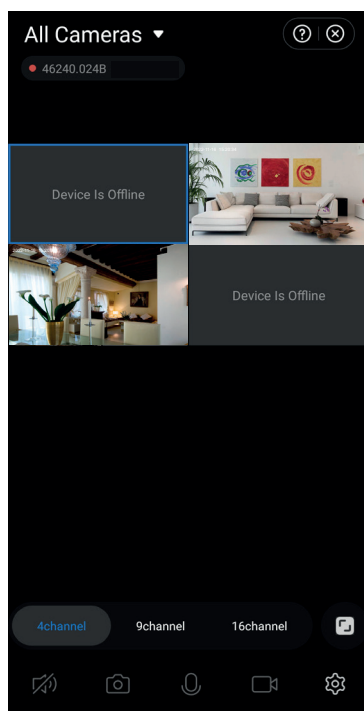 All Cameras
46240.024B
Device Is Offline
Device Is Offline
4channel
9channel
16channel